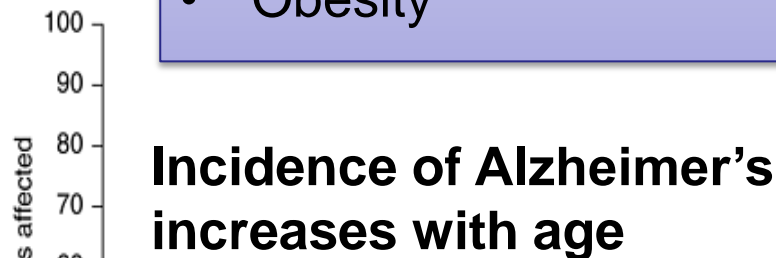 • Obesity
100
90
80
70
Incidence of Alzheimer’s
increases with age
affected